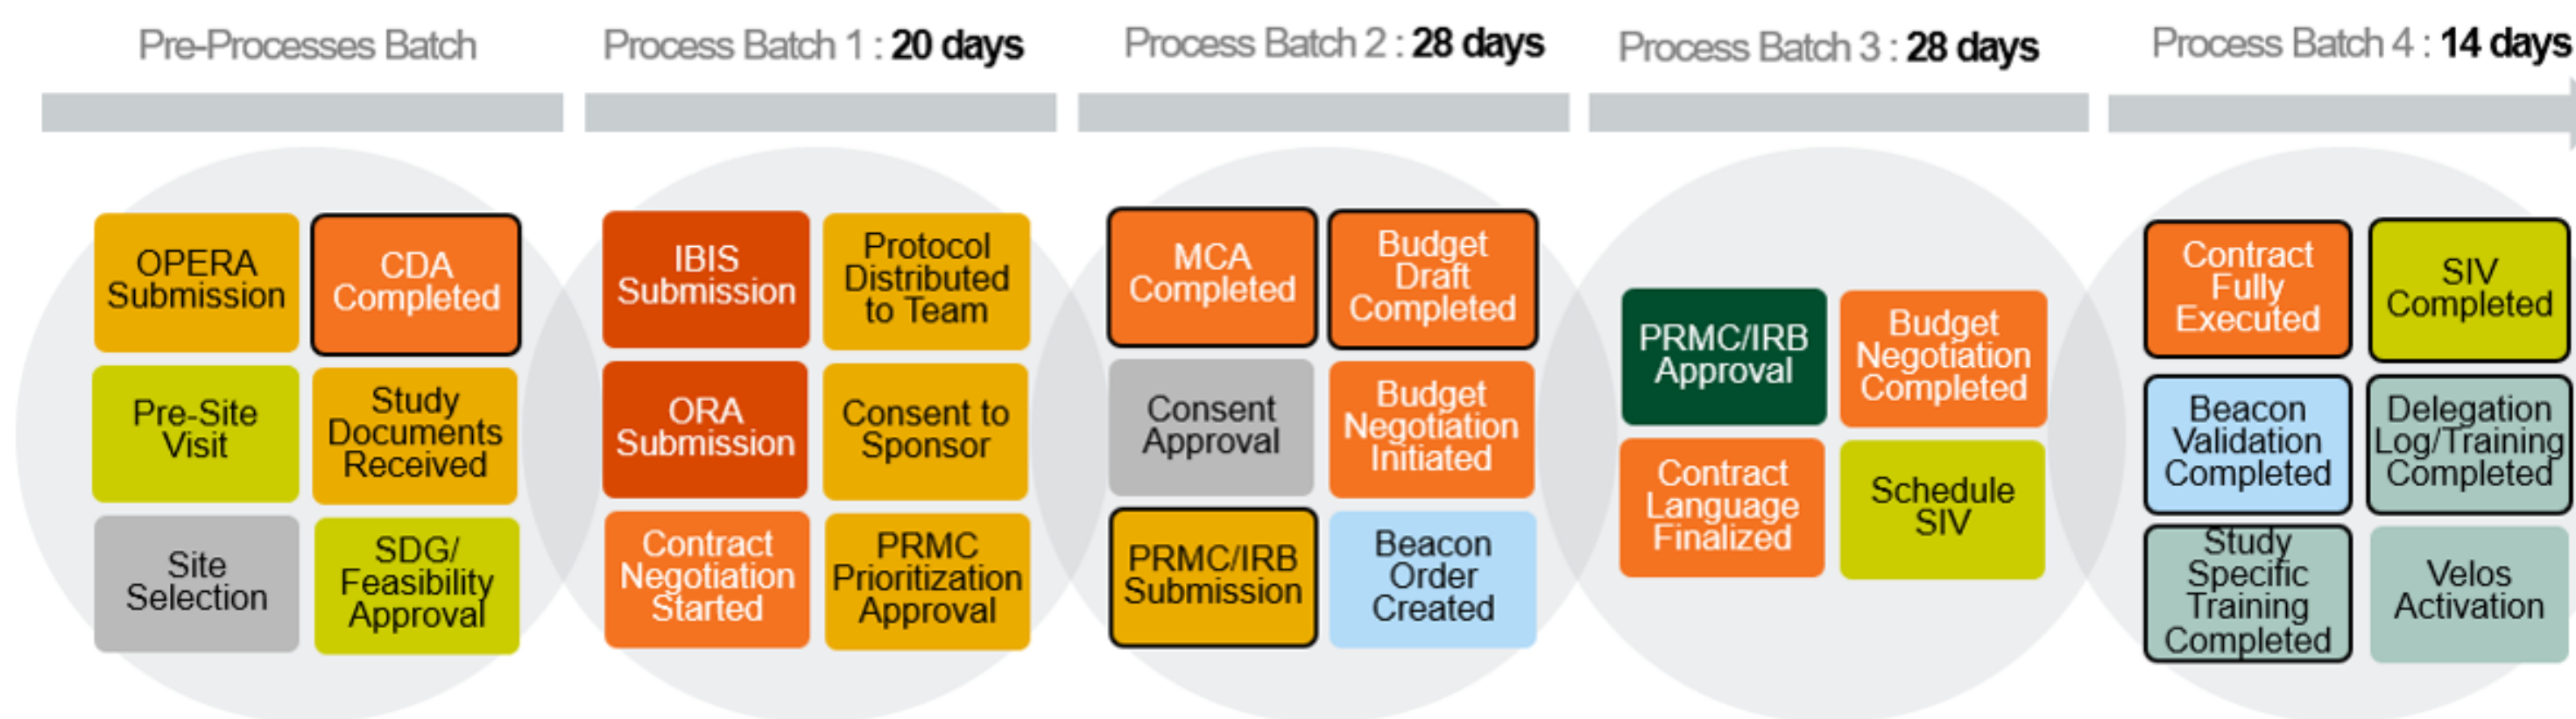 Pre-Processes Batch
Process Batch 1 : 20 days
Process Batch 2 : 28 days
Process Batch 3 : 28 days
Process Batch 4 : 14 days
OPERA
Submission
CDA
Completed
Pre-Site
Visit
Study
Documents
Received
Site
Selection
SDG/
Feasibility
Approval
IBIS
Submission
Protocol
Distributed
to Team
ORA
Submission
Consent to
Sponsor
Contract
Negotiation
Started
PRMC
Prioritization
Approval
MCA
Completed
Budget
Draft
Completed
Consent
Approval
Budget
Negotiation
Initiated
PRMC/IRB
Submission
Beacon
Order
Created
PRMC/IRB
Approval
Budget
Negotiation
Completed
Contract
Language
Finalized
Schedule
SIV
Contract
Fully
Executed
SIV
Completed
Beacon
Validation
Completed
Delegation
Log/Training
Completed
Study
Specific
Training
Completed
Velos
Activation